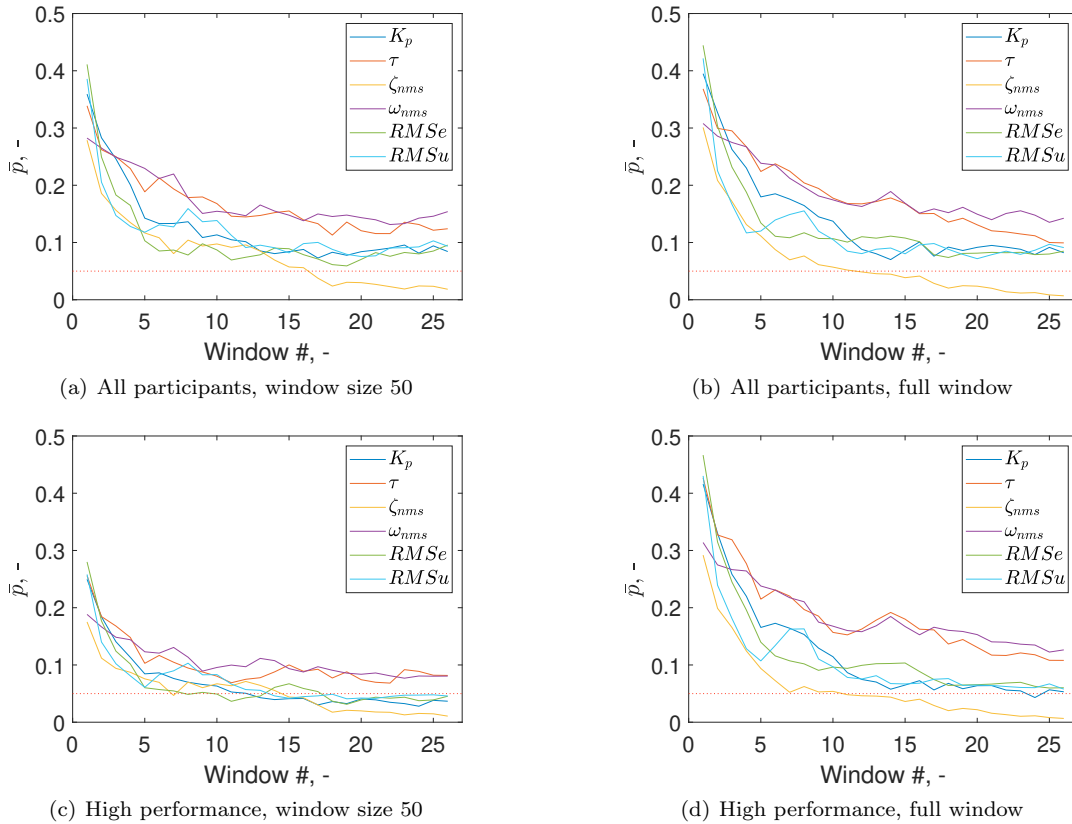 0.5
0.4
0.3
0.2
0.1
0
p̄, -
0 5 10 15 20 25
Window #, -
K_p
τ
ζ_nms
ω_nms
RMSe
RMSu
(a) All participants, window size 50
0.5
0.4
0.3
0.2
0.1
0
p̄, -
0 5 10 15 20 25
Window #, -
K_p
τ
ζ_nms
ω_nms
RMSe
RMSu
(b) All participants, full window
0.5
0.4
0.3
0.2
0.1
0
p̄, -
0 5 10 15 20 25
Window #, -
K_p
τ
ζ_nms
ω_nms
RMSe
RMSu
(c) High performance, window size 50
0.5
0.4
0.3
0.2
0.1
0
p̄, -
0 5 10 15 20 25
Window #, -
K_p
τ
ζ_nms
ω_nms
RMSe
RMSu
(d) High performance, full window